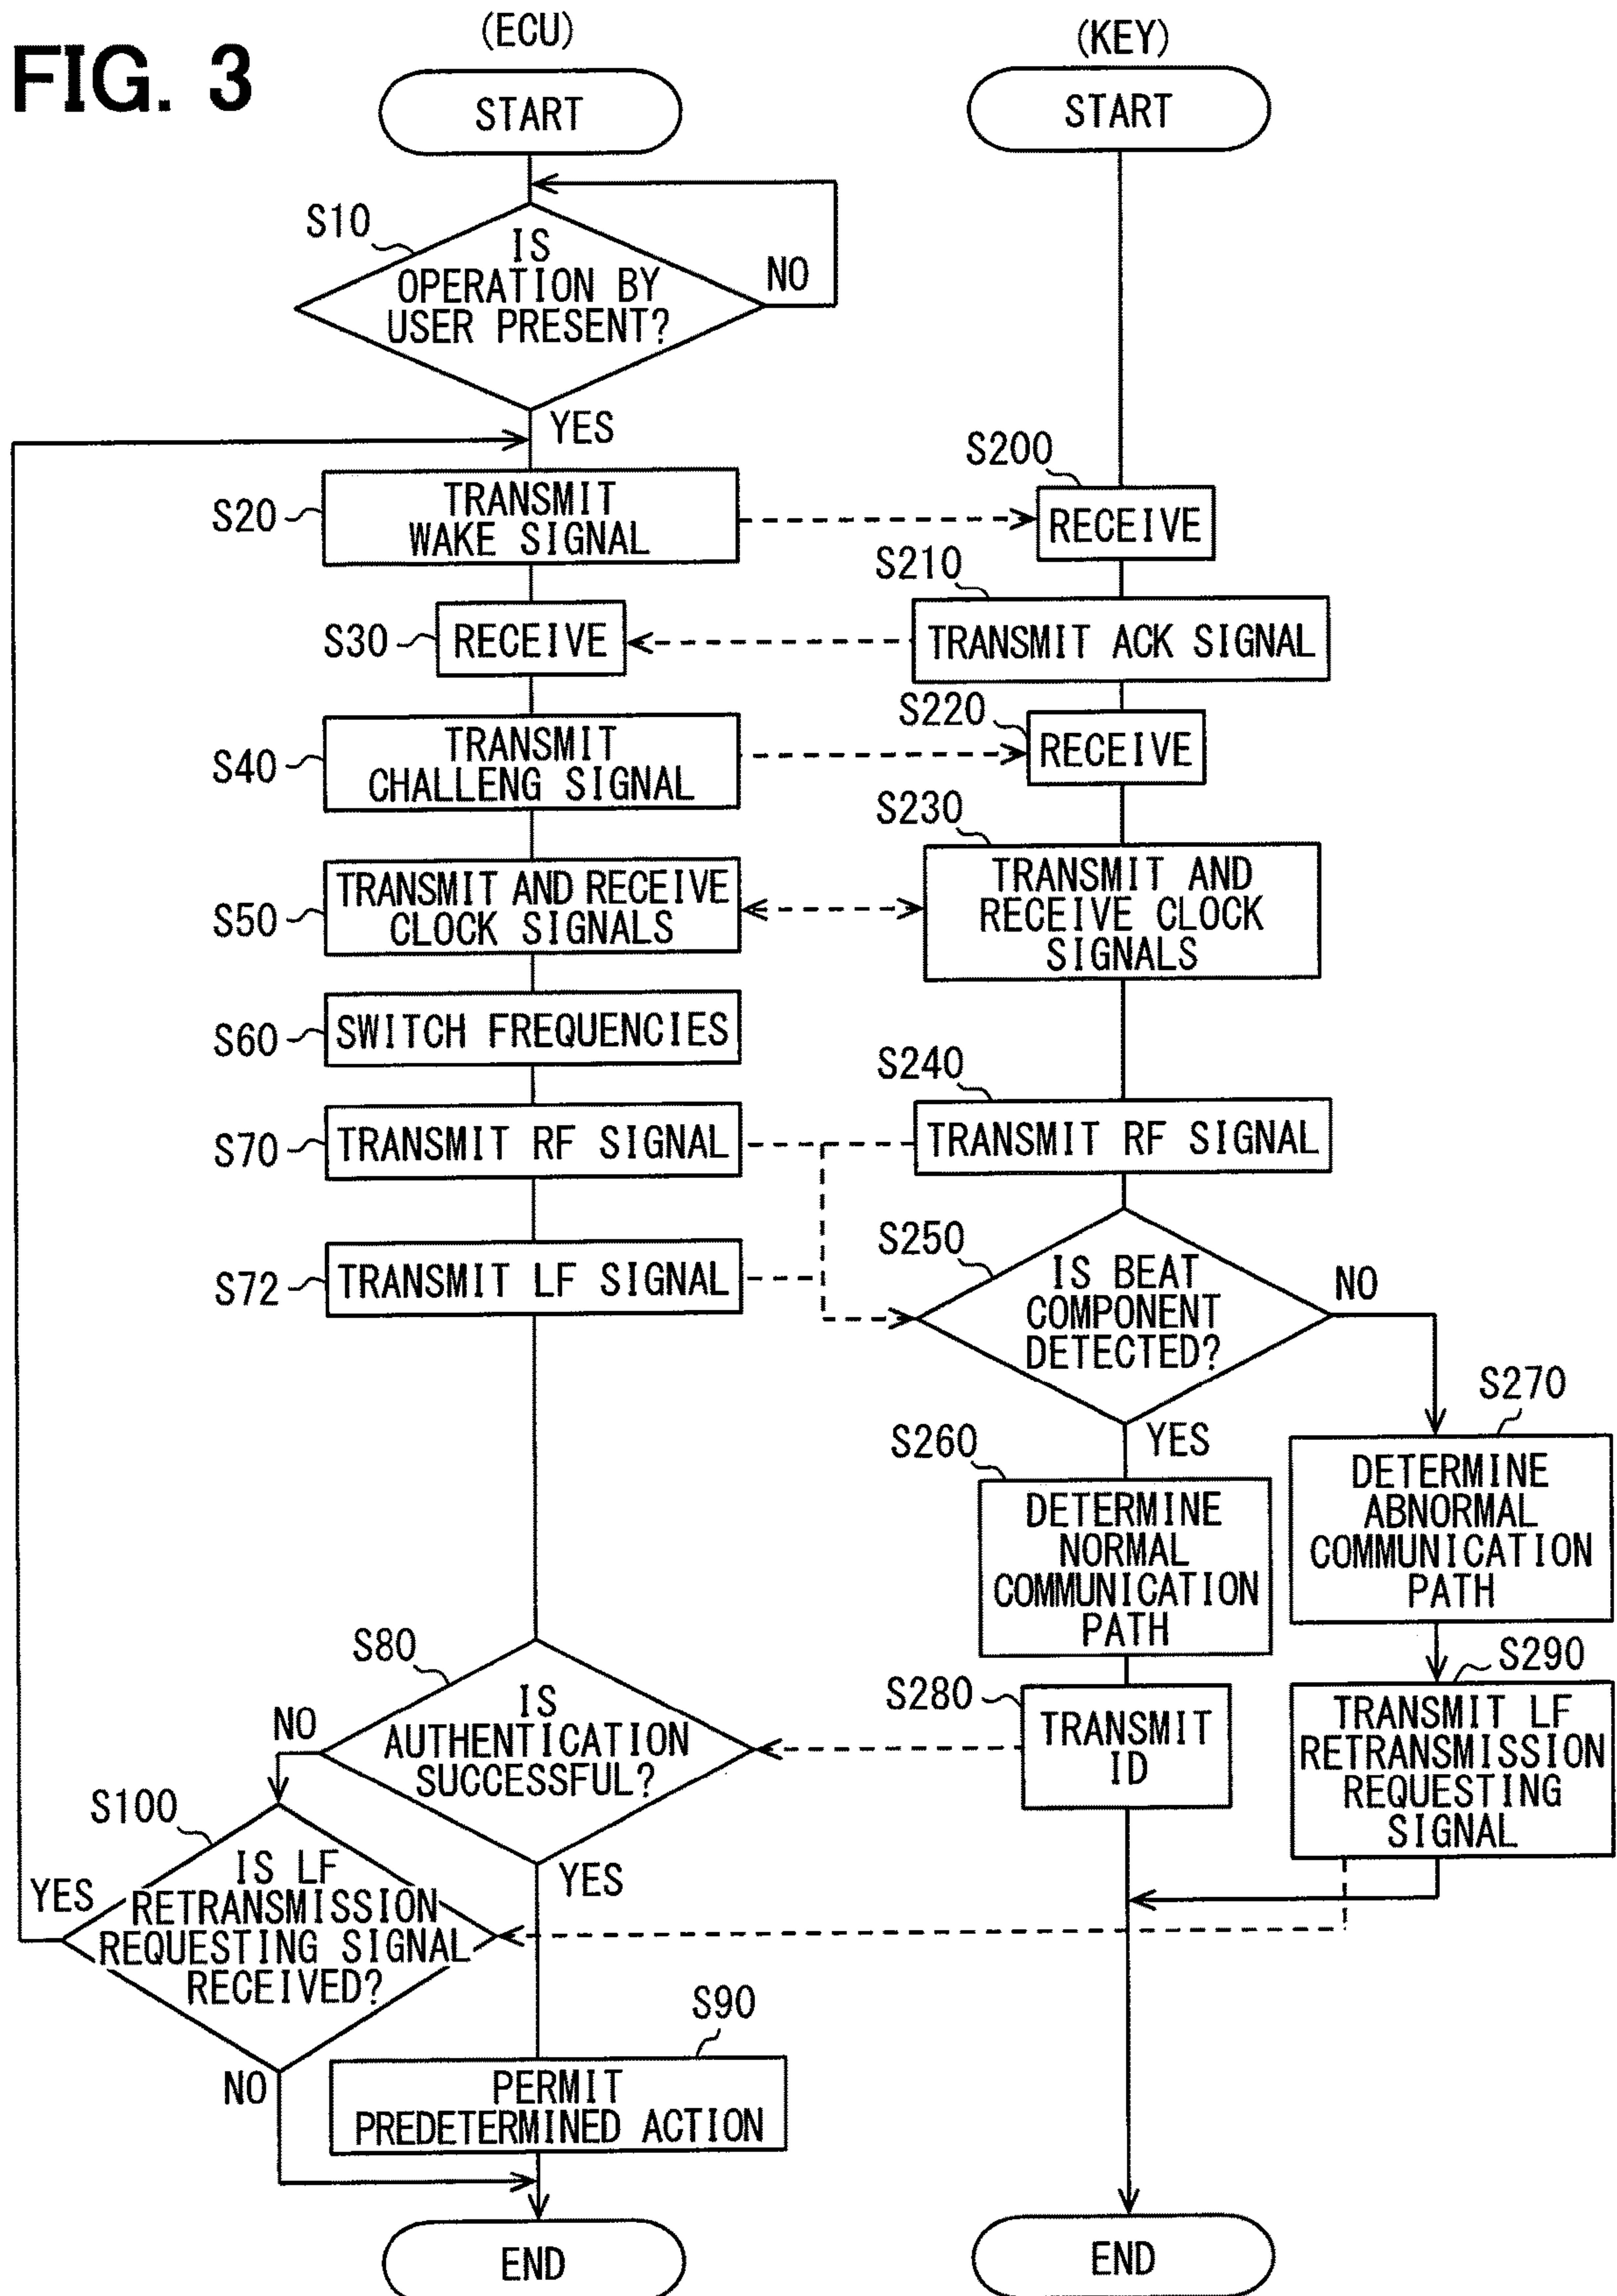 FIG. 3
(ECU)
START
S10
IS
OPERATION BY
USER PRESENT?
NO
YES
S20
TRANSMIT
WAKE SIGNAL
S30
RECEIVE
S40
TRANSMIT
CHALLENG SIGNAL
S50
TRANSMIT AND RECEIVE
CLOCK SIGNALS
S60
SWITCH FREQUENCIES
S70
TRANSMIT RF SIGNAL
S72
TRANSMIT LF SIGNAL
S80
IS
AUTHENTICATION
SUCCESSFUL?
NO
YES
S100
IS LF
RETRANSMISSION
REQUESTING SIGNAL
RECEIVED?
YES
NO
S90
PERMIT
PREDETERMINED ACTION
END
(KEY)
START
S200
RECEIVE
S210
TRANSMIT ACK SIGNAL
S220
RECEIVE
S230
TRANSMIT AND
RECEIVE CLOCK
SIGNALS
S240
TRANSMIT RF SIGNAL
S250
IS BEAT
COMPONENT
DETECTED?
NO
YES
S260
DETERMINE
NORMAL
COMMUNICATION
PATH
S270
DETERMINE
ABNORMAL
COMMUNICATION
PATH
S280
TRANSMIT
ID
S290
TRANSMIT LF
RETRANSMISSION
REQUESTING
SIGNAL
END